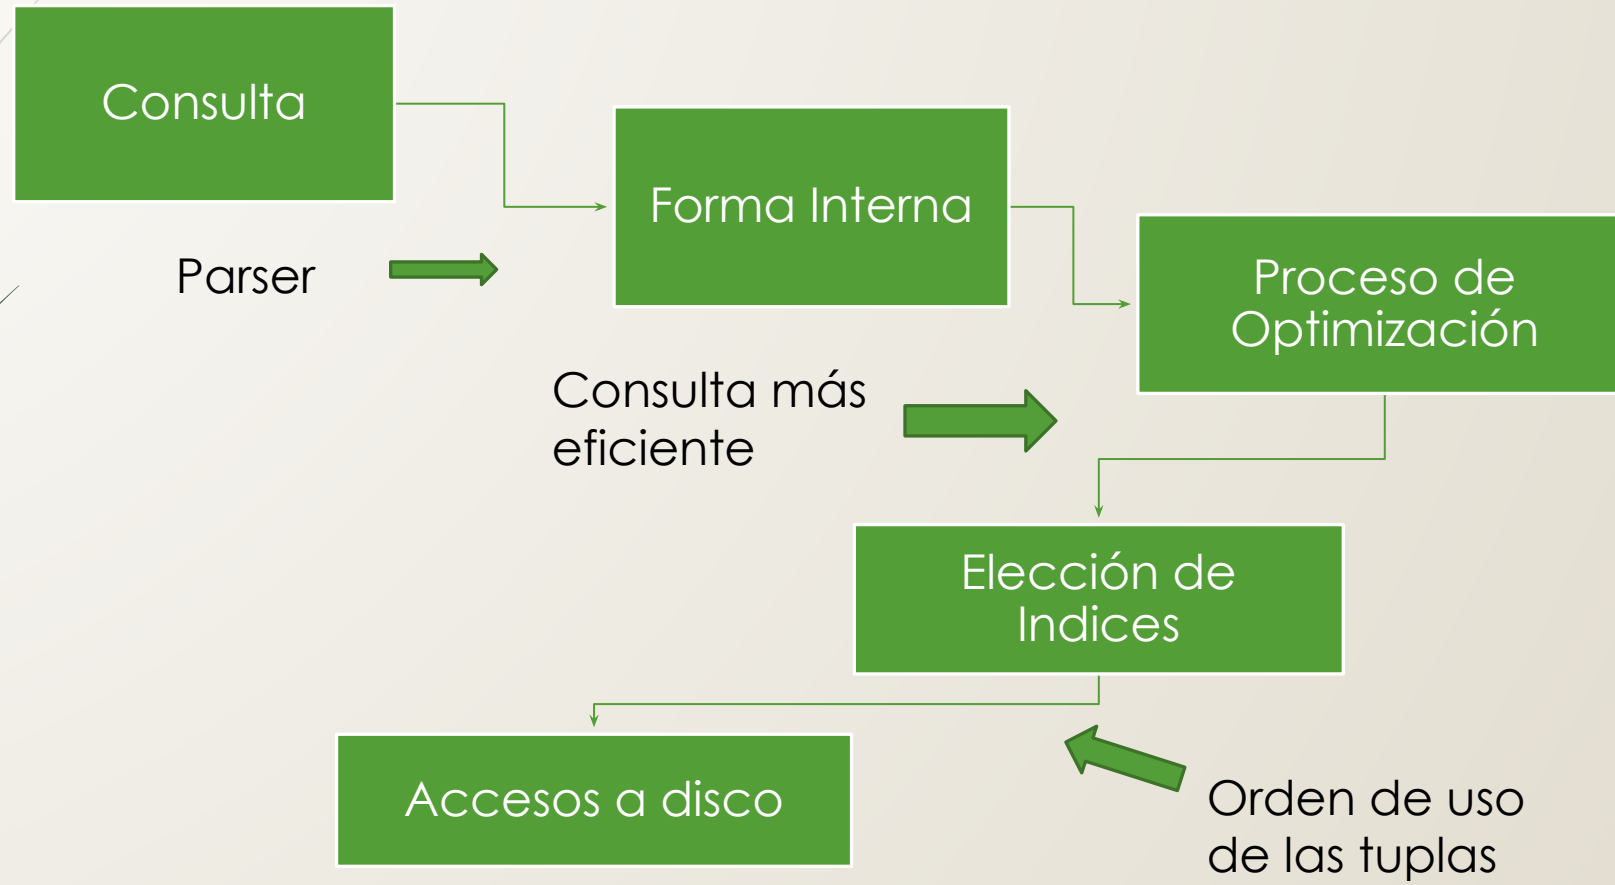 Consulta
Forma Interna
Parser
Proceso de
Optimización
Consulta más
eficiente
Elección de
Indices
Accesos a disco
Orden de uso
de las tuplas